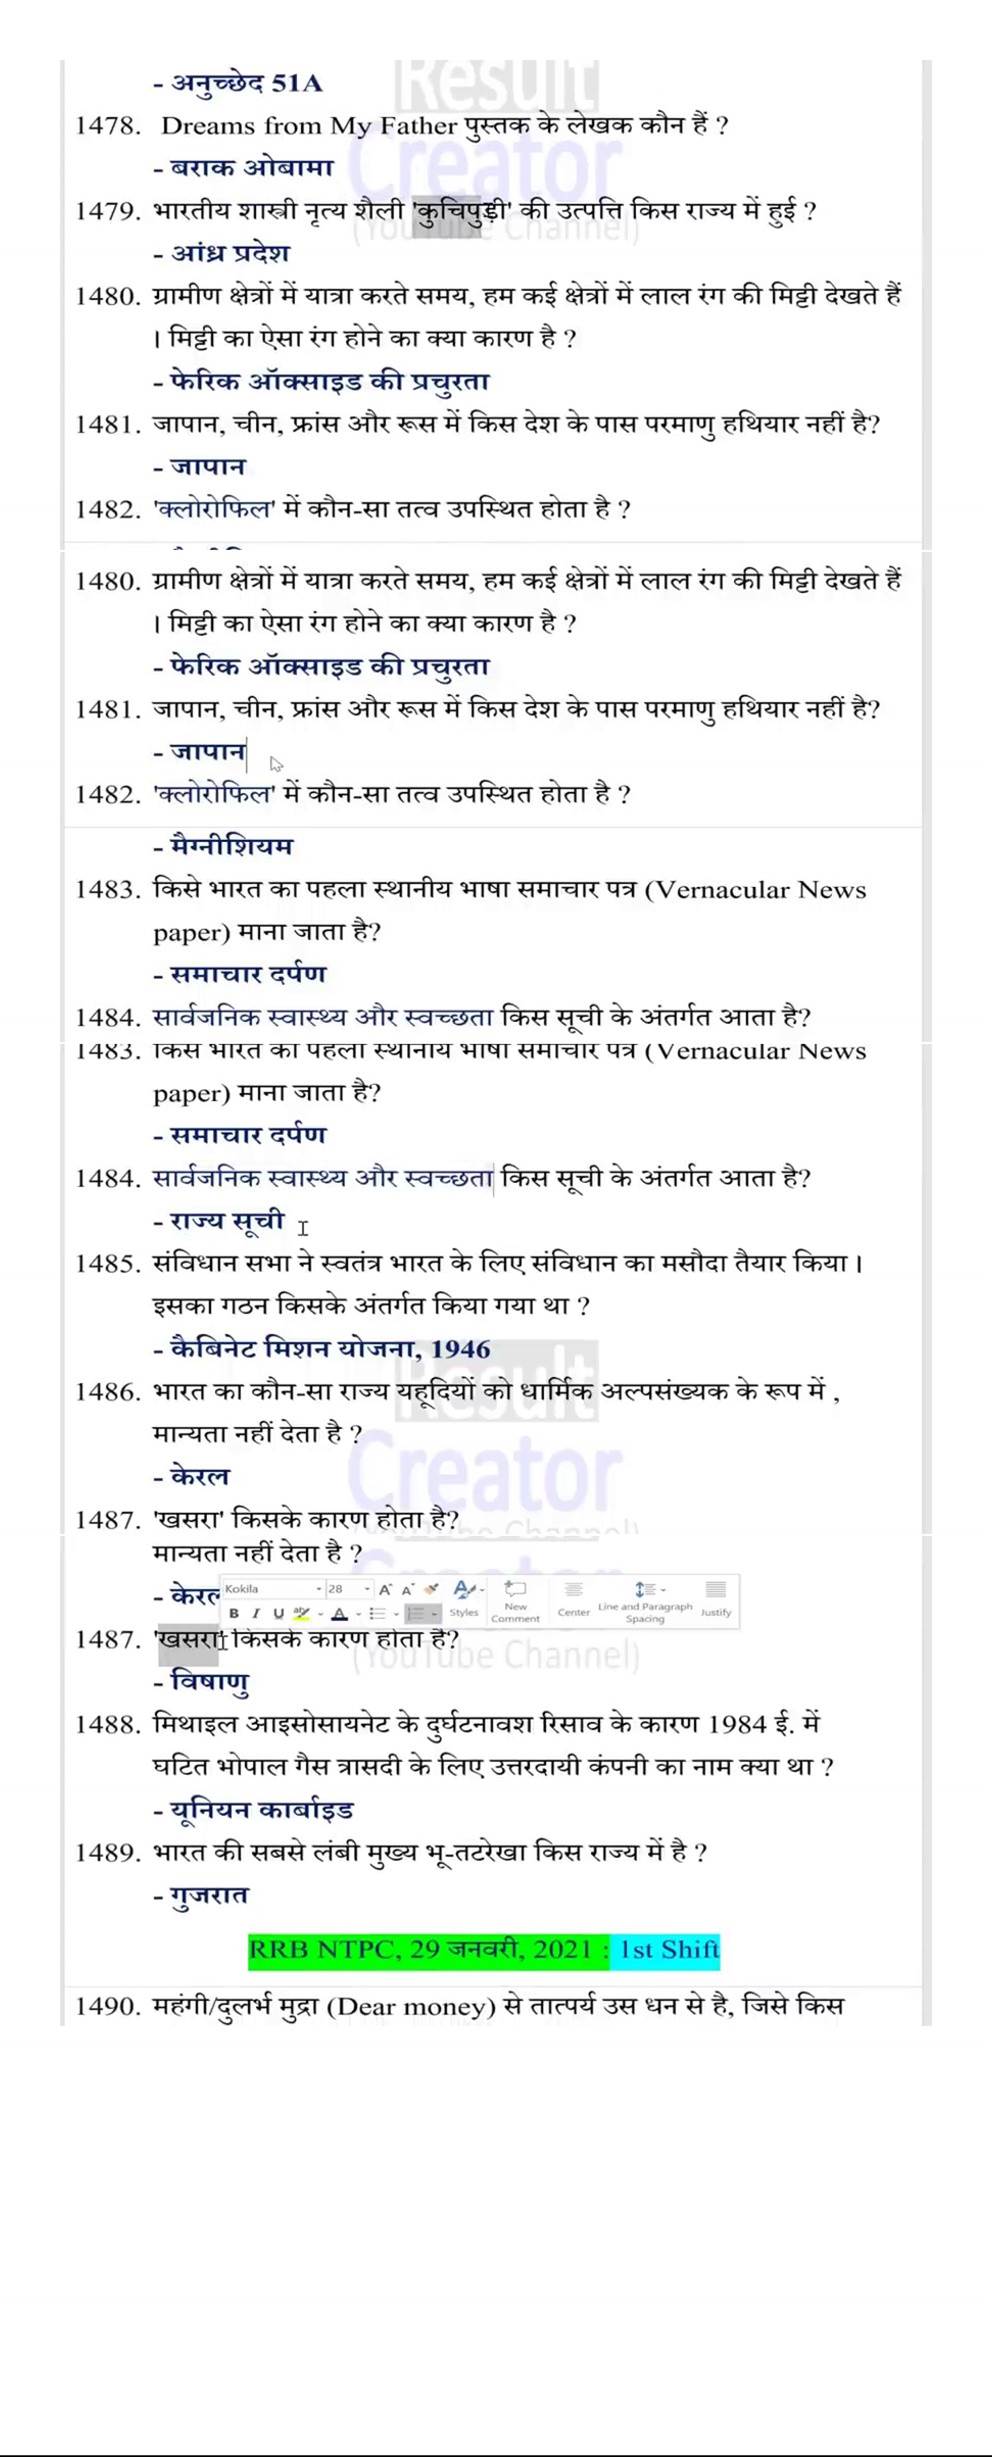 - अनुच्छेद 51A
1478. Dreams from My Father पुस्तक के लेखक कौन हैं ?
- बराक ओबामा
1479. भारतीय शास्त्री नृत्य शैली 'कुचिपुड़ी' की उत्पत्ति किस राज्य में हुई ?
- आंध्र प्रदेश
1480. ग्रामीण क्षेत्रों में यात्रा करते समय, हम कई क्षेत्रों में लाल रंग की मिट्टी देखते हैं
। मिट्टी का ऐसा रंग होने का क्या कारण है ?
- फेरिक ऑक्साइड की प्रचुरता
1481. जापान, चीन, फ्रांस और रूस में किस देश के पास परमाणु हथियार नहीं है?
- जापान
1482. 'क्लोरोफिल' में कौन-सा तत्व उपस्थित होता है ?
1480. ग्रामीण क्षेत्रों में यात्रा करते समय, हम कई क्षेत्रों में लाल रंग की मिट्टी देखते हैं
। मिट्टी का ऐसा रंग होने का क्या कारण है ?
- फेरिक ऑक्साइड की प्रचुरता
1481. जापान, चीन, फ्रांस और रूस में किस देश के पास परमाणु हथियार नहीं है?
- जापान
1482. 'क्लोरोफिल' में कौन-सा तत्व उपस्थित होता है ?
- मैग्नीशियम
1483. किसे भारत का पहला स्थानीय भाषा समाचार पत्र (Vernacular News
paper) माना जाता है?
- समाचार दर्पण
1484. सार्वजनिक स्वास्थ्य और स्वच्छता किस सूची के अंतर्गत आता है?
1483. किसे भारत का पहला स्थानीय भाषा समाचार पत्र (Vernacular News
paper) माना जाता है?
- समाचार दर्पण
1484. सार्वजनिक स्वास्थ्य और स्वच्छता किस सूची के अंतर्गत आता है?
- राज्य सूची
1485. संविधान सभा ने स्वतंत्र भारत के लिए संविधान का मसौदा तैयार किया।
इसका गठन किसके अंतर्गत किया गया था ?
- कैबिनेट मिशन योजना, 1946
1486. भारत का कौन-सा राज्य यहूदियों को धार्मिक अल्पसंख्यक के रूप में ,
मान्यता नहीं देता है ?
- केरल
1487. 'खसरा' किसके कारण होता है?
मान्यता नहीं देता है ?
- केरल
Kokila 28
B I U Styles New Comment Center Line and Paragraph Spacing Justify
1487. 'खसरा' किसके कारण होता है?
- विषाणु
1488. मिथाइल आइसोसायनेट के दुर्घटनावश रिसाव के कारण 1984 ई. में
घटित भोपाल गैस त्रासदी के लिए उत्तरदायी कंपनी का नाम क्या था ?
- यूनियन कार्बाइड
1489. भारत की सबसे लंबी मुख्य भू-तटरेखा किस राज्य में है ?
- गुजरात
RRB NTPC, 29 जनवरी, 2021 : 1st Shift
1490. महंगी/दुलर्भ मुद्रा (Dear money) से तात्पर्य उस धन से है, जिसे किस
Result
Creator
(YouTube Channel)
Result
Creator
(YouTube Channel)